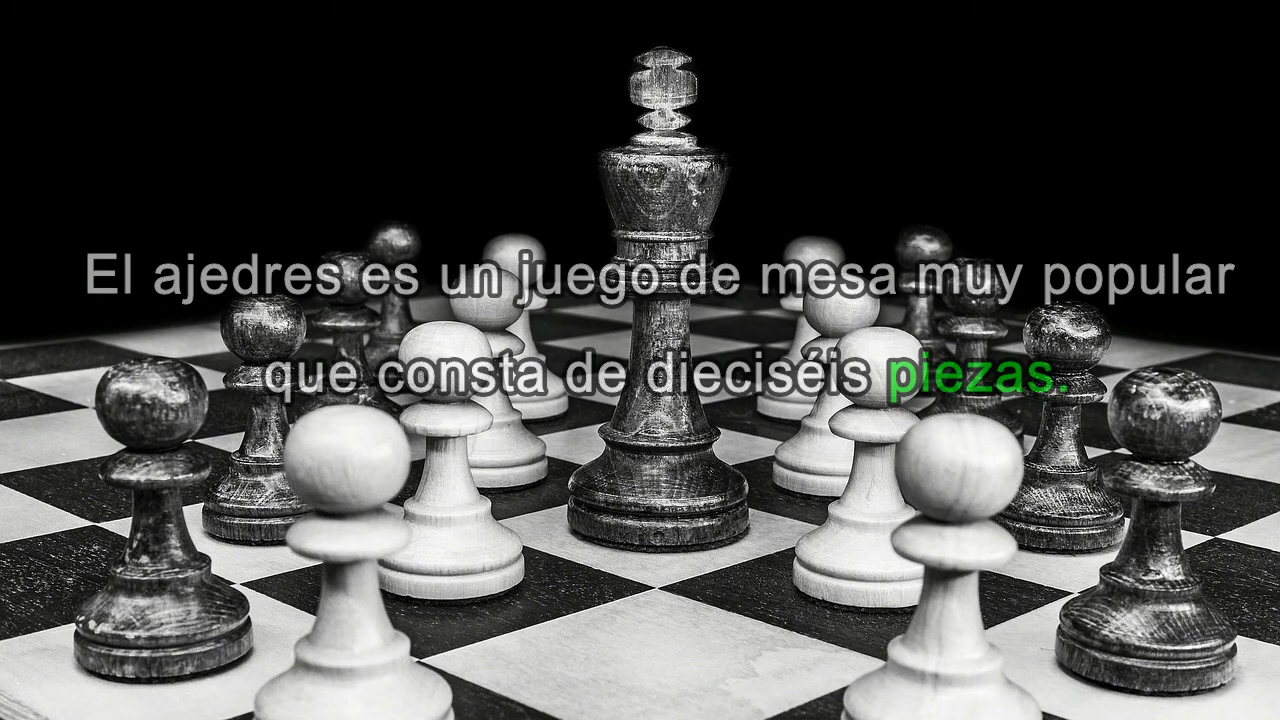 El ajedres es un juego de mesa muy popular
que consta de dieciséis piezas.